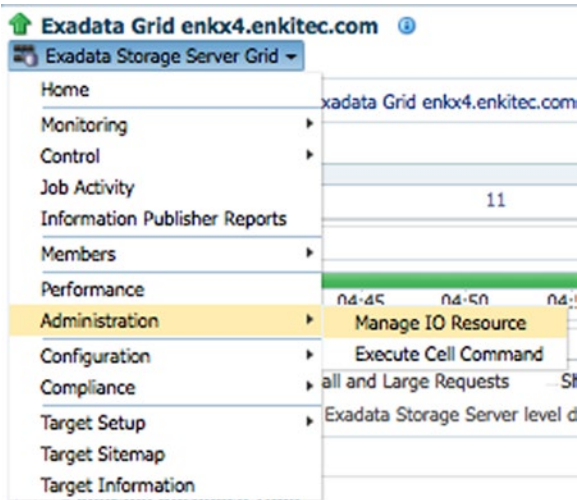 Exadata Grid enkx4.enkitec.com
Exadata Storage Server Grid
Home
xadata Grid enkx4.enkitec.com
Monitoring
Control
Job Activity
11
Information Publisher Reports
Members
Performance
04:45 04:50 04:
Administration
Manage IO Resource
Execute Cell Command
Configuration
Compliance
all and Large Requests Sh
Exadata Storage Server level d
Target Setup
Target Sitemap
Target Information